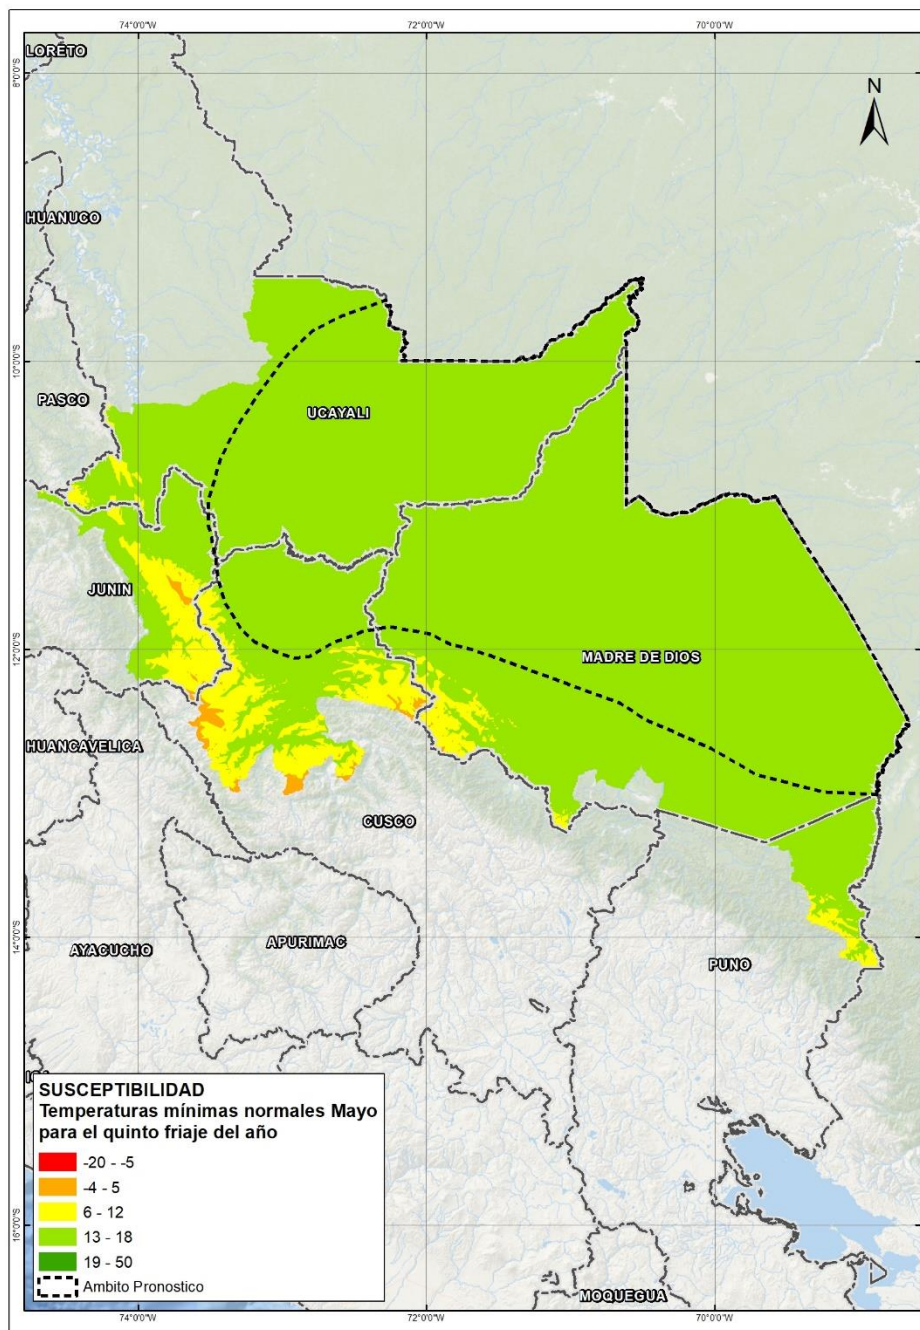 74°0'0"W 72°0'0"W 70°0'0"W
LORETO
8°0'0"S
N
HUANUCO
10°0'0"S
PASCO
UCAYALI
JUNIN
12°0'0"S
MADRE DE DIOS
HUANCAVELICA
CUSCO
14°0'0"S
AYACUCHO
APURIMAC
PUNO
SUSCEPTIBILIDAD
Temperaturas mínimas normales Mayo
para el quinto friaje del año
-20 - -5
-4 - 5
6 - 12
13 - 18
19 - 50
Ambito Pronostico
16°0'0"S
MOQUEGUA
74°0'0"W 72°0'0"W 70°0'0"W